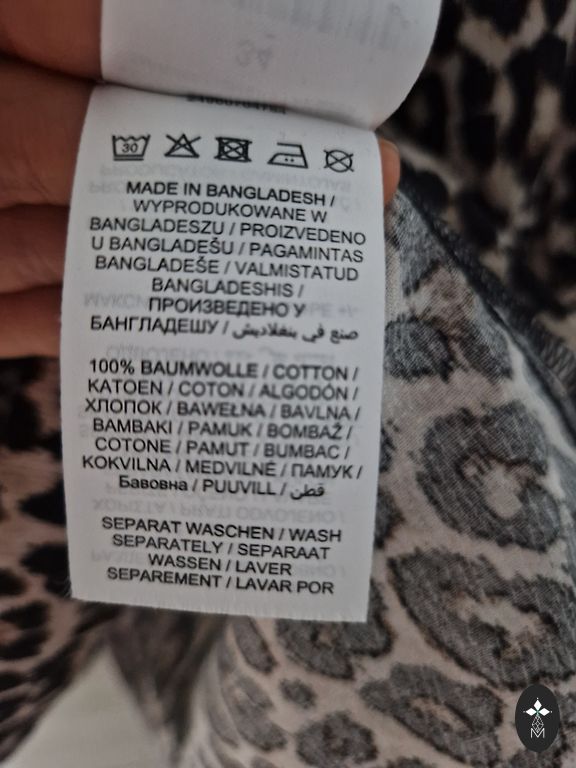 34
30
MADE IN BANGLADESH /
WYPRODUKOWANE W
BANGLADESZU / PROIZVEDENO
U BANGLADEŠU / PAGAMINTAS
BANGLADEŠE / VALMISTATUD
BANGLADESHIS /
ПРОИЗВЕДЕНО У
БАНГЛАДЕШУ / صنع في بنغلاديش
100% BAUMWOLLE / COTTON /
KATOEN / COTON / ALGODÓN /
ХЛОПОК / BAWEŁNA / BAVLNA /
BAMBAKI / PAMUK / BOMBAŽ /
COTONE / PAMUT / BUMBAC /
KOKVILNA / MEDVILNĖ / ПАМУК /
Бавовна / PUUVILL / قطن
SEPARAT WASCHEN / WASH
SEPARATELY / SEPARAAT
WASSEN / LAVER
SEPAREMENT / LAVAR POR